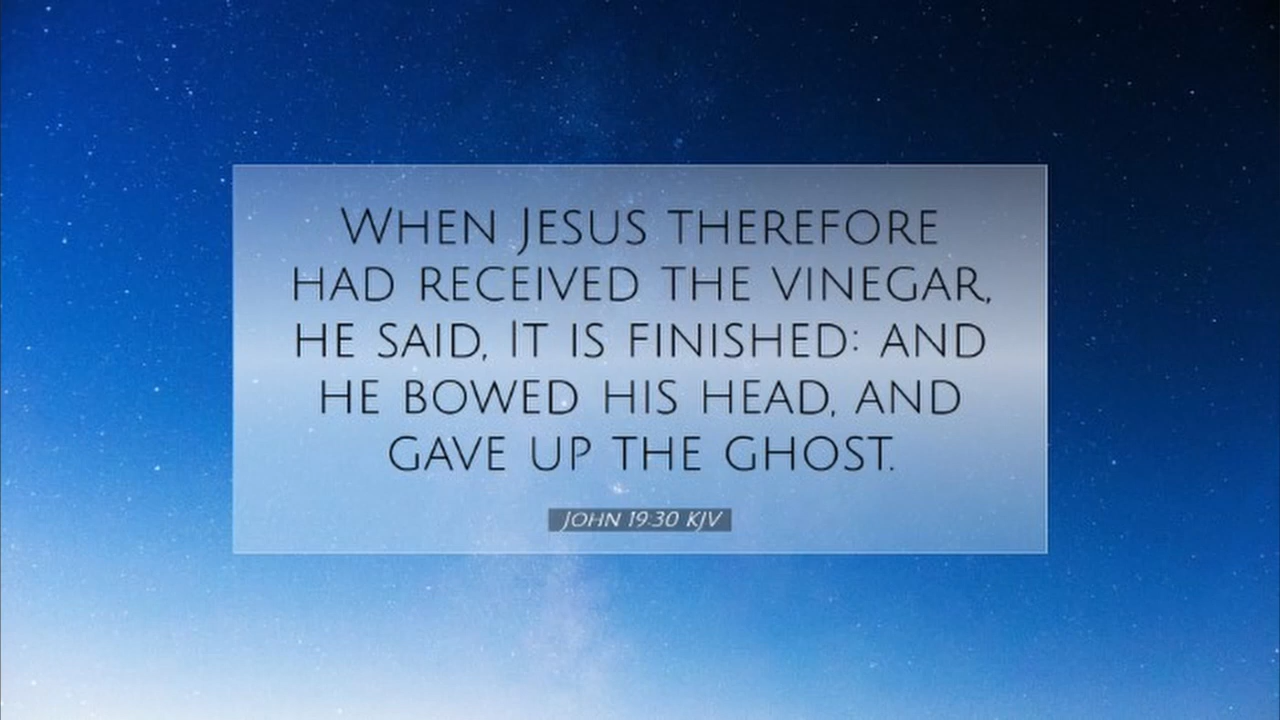 When Jesus therefore
had received the vinegar,
he said, It is finished: and
he bowed his head, and
gave up the ghost.
John 19:30 KJV